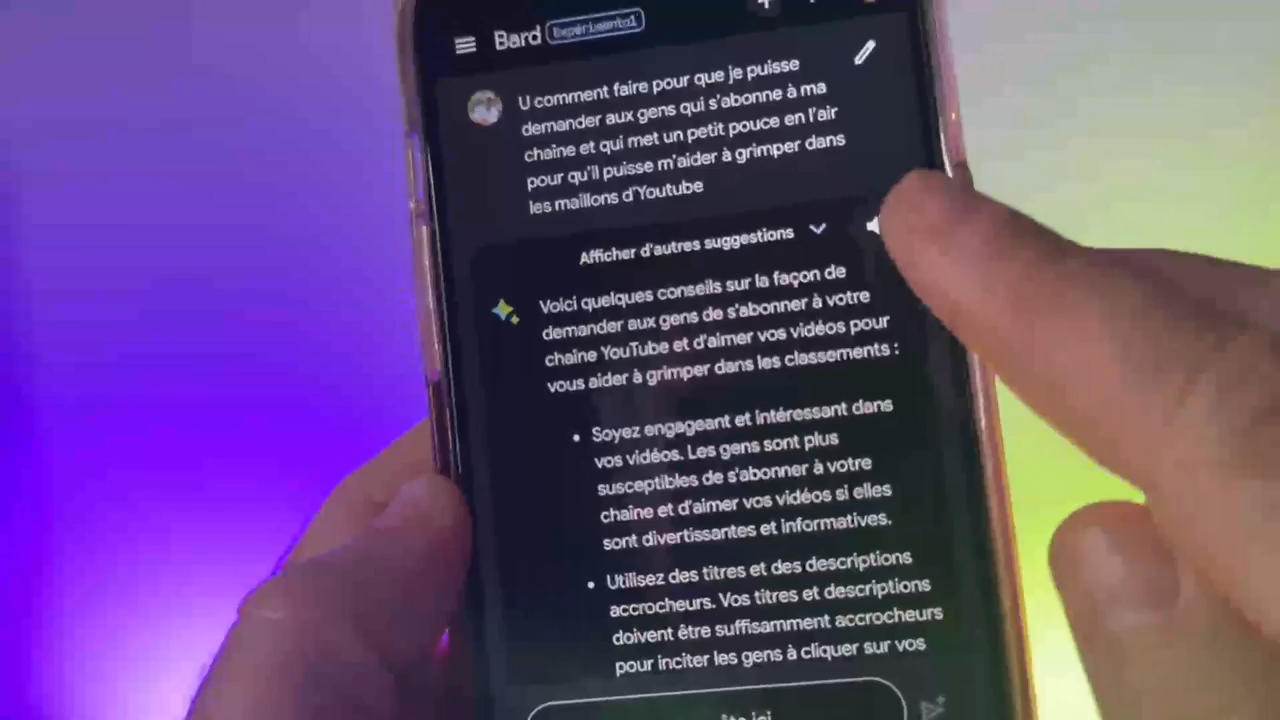 Bard Expérimental
U comment faire pour que je puisse
demander aux gens qui s'abonne à ma
chaîne et qui met un petit pouce en l'air
pour qu'il puisse m'aider à grimper dans
les maillons d'Youtube
Afficher d'autres suggestions
Voici quelques conseils sur la façon de
demander aux gens de s'abonner à votre
chaîne YouTube et d'aimer vos vidéos pour
vous aider à grimper dans les classements :
• Soyez engageant et intéressant dans
vos vidéos. Les gens sont plus
susceptibles de s'abonner à votre
chaîne et d'aimer vos vidéos si elles
sont divertissantes et informatives.
• Utilisez des titres et des descriptions
accrocheurs. Vos titres et descriptions
doivent être suffisamment accrocheurs
pour inciter les gens à cliquer sur vos